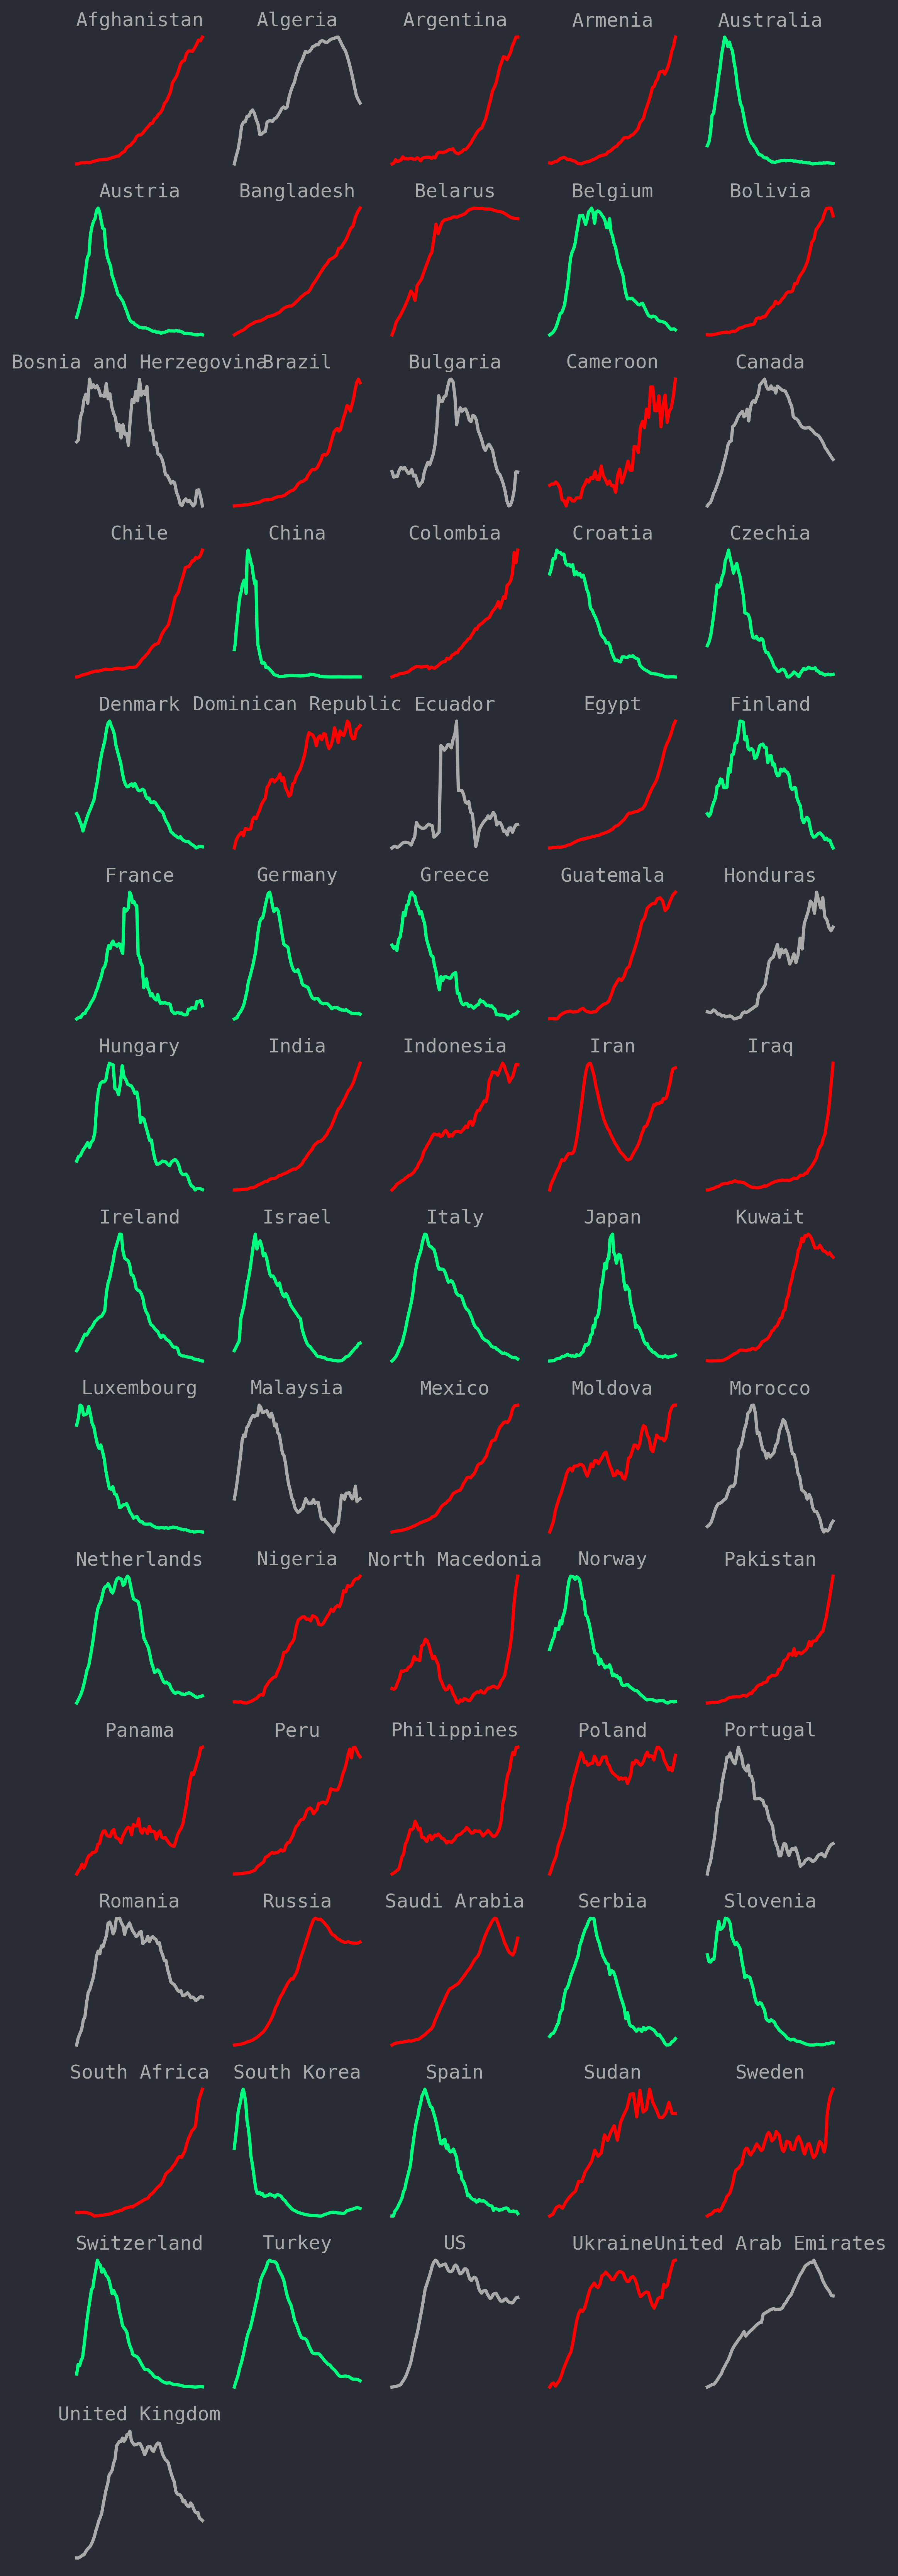 Afghanistan Algeria Argentina Armenia Australia
Austria Bangladesh Belarus Belgium Bolivia
Bosnia and Herzegovina Brazil Bulgaria Cameroon Canada
Chile China Colombia Croatia Czechia
Denmark Dominican Republic Ecuador Egypt Finland
France Germany Greece Guatemala Honduras
Hungary India Indonesia Iran Iraq
Ireland Israel Italy Japan Kuwait
Luxembourg Malaysia Mexico Moldova Morocco
Netherlands Nigeria North Macedonia Norway Pakistan
Panama Peru Philippines Poland Portugal
Romania Russia Saudi Arabia Serbia Slovenia
South Africa South Korea Spain Sudan Sweden
Switzerland Turkey US Ukraine United Arab Emirates
United Kingdom